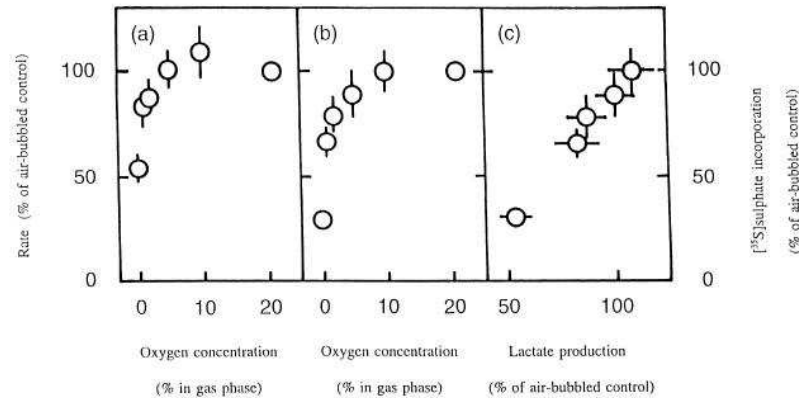 (a) (b) (c)
100 100
50 50
0 0
0 10 20 0 10 20 50 100
Rate (% of air-bubbled control)
[³⁵S]sulphate incorporation
(% of air-bubbled control)
Oxygen concentration Oxygen concentration Lactate production
(% in gas phase) (% in gas phase) (% of air-bubbled control)